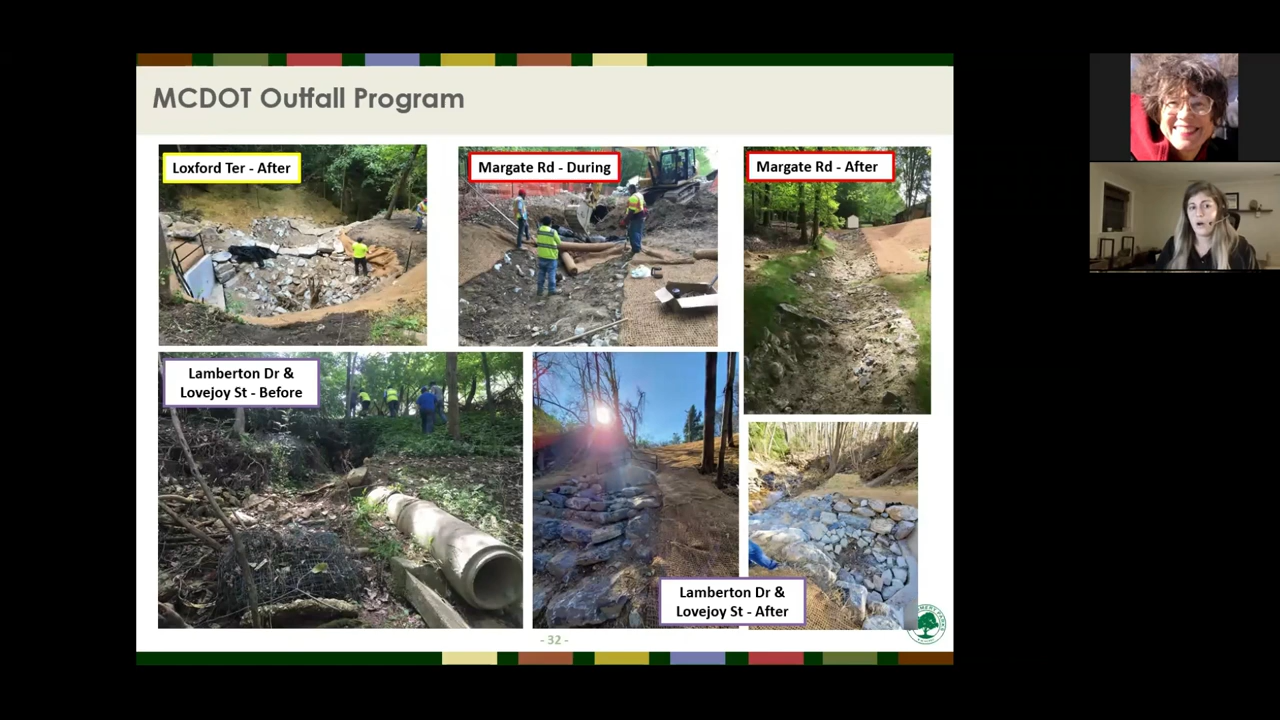 MCDOT Outfall Program
Loxford Ter - After
Margate Rd - During
Margate Rd - After
Lamberton Dr &
Lovejoy St - Before
Lamberton Dr &
Lovejoy St - After
- 32 -